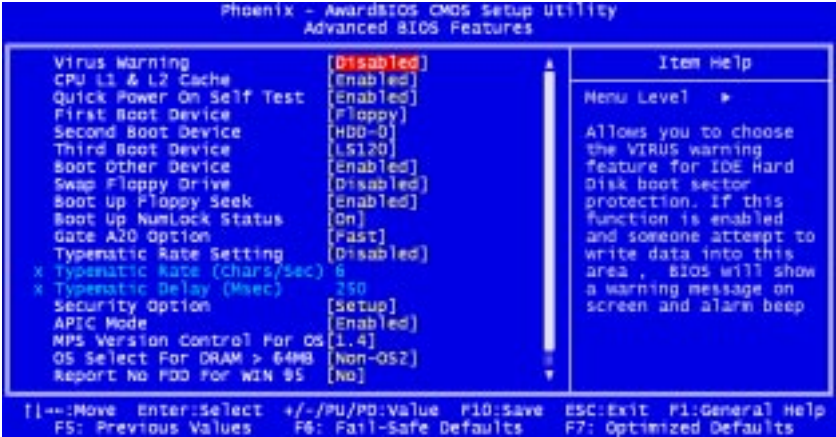 Phoenix - AwardBIOS CMOS Setup Utility
Advanced BIOS Features
Virus Warning [Disabled]
CPU L1 & L2 Cache [Enabled]
Quick Power On Self Test [Enabled]
First Boot Device [Floppy]
Second Boot Device [HDD-0]
Third Boot Device [LS120]
Boot Other Device [Enabled]
Swap Floppy Drive [Disabled]
Boot Up Floppy Seek [Enabled]
Boot Up NumLock Status [On]
Gate A20 Option [Fast]
Typematic Rate Setting [Disabled]
x Typematic Rate (Chars/Sec) 6
x Typematic Delay (Msec) 250
Security Option [Setup]
APIC Mode [Enabled]
MPS Version Control For OS[1.4]
OS Select For DRAM > 64MB [Non-OS2]
Report No FDD For WIN 95 [No]
Item Help
Menu Level ►
Allows you to choose
the VIRUS warning
feature for IDE Hard
Disk boot sector
protection. If this
function is enabled
and someone attempt to
write data into this
area , BIOS will show
a warning message on
screen and alarm beep
↑↓→←:Move Enter:Select +/-/PU/PD:Value F10:Save ESC:Exit F1:General Help
F5: Previous Values F6: Fail-Safe Defaults F7: Optimized Defaults